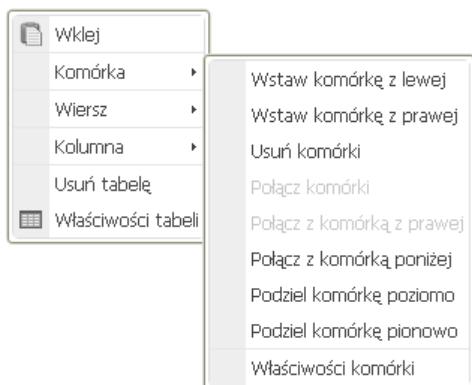 Wklej
Komórka
Wiersz
Kolumna
Usuń tabelę
Właściwości tabeli
Wstaw komórkę z lewej
Wstaw komórkę z prawej
Usuń komórki
Połącz komórki
Połącz z komórką z prawej
Połącz z komórką poniżej
Podziel komórkę poziomo
Podziel komórkę pionowo
Właściwości komórki